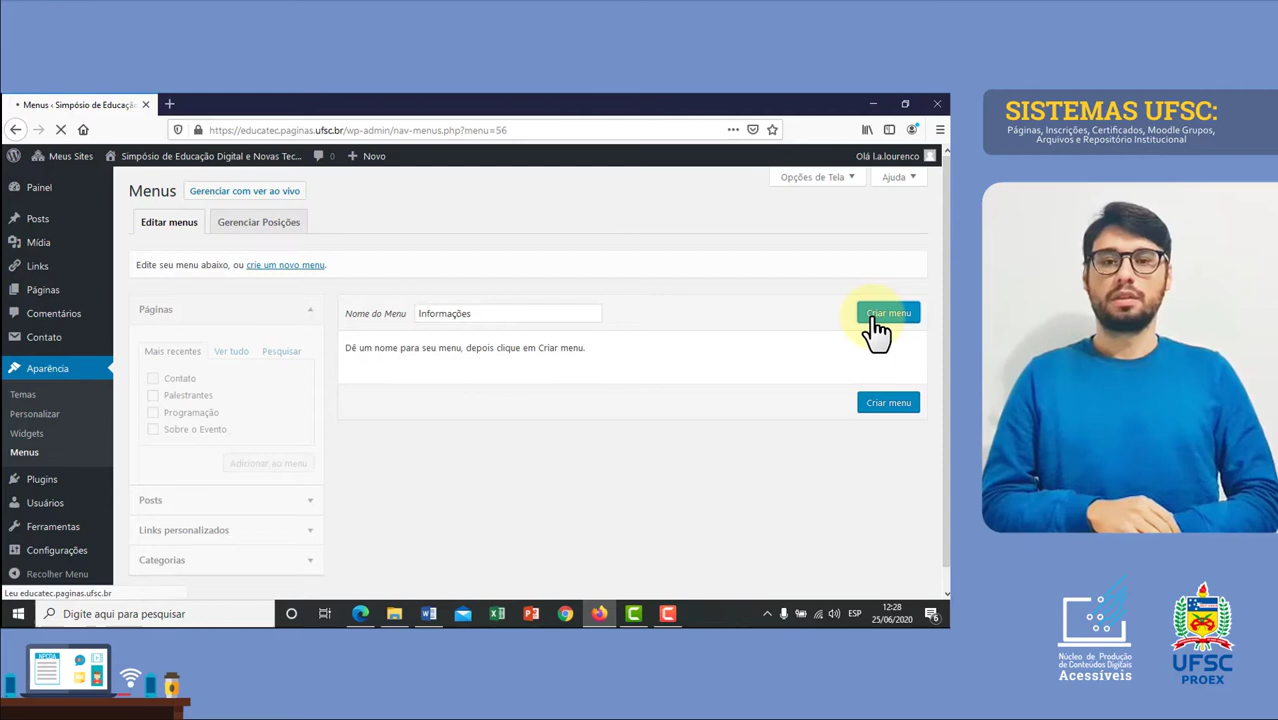 Menus ‹ Simpósio de Educação
https://educatec.paginas.ufsc.br/wp-admin/nav-menus.php?menu=56
Meus Sites
Simpósio de Educação Digital e Novas Tec...
0
Novo
Olá l.a.lourenco
Painel
Posts
Mídia
Links
Páginas
Comentários
Contato
Aparência
Temas
Personalizar
Widgets
Menus
Plugins
Usuários
Ferramentas
Configurações
Recolher Menu
Leu educatec.paginas.ufsc.br
Menus
Gerenciar com ver ao vivo
Opções de Tela
Ajuda
Editar menus
Gerenciar Posições
Edite seu menu abaixo, ou crie um novo menu.
Páginas
Mais recentes
Ver tudo
Pesquisar
Contato
Palestrantes
Programação
Sobre o Evento
Adicionar ao menu
Posts
Links personalizados
Categorias
Nome do Menu
Informações
Criar menu
Dê um nome para seu menu, depois clique em Criar menu.
Criar menu
Digite aqui para pesquisar
ESP
12:28
25/06/2020
6
SISTEMAS UFSC:
Páginas, Inscrições, Certificados, Moodle Grupos,
Arquivos e Repositório Institucional
Núcleo de Produção
de Conteúdos Digitais
Acessíveis
UFSC
PROEX
NPCDA